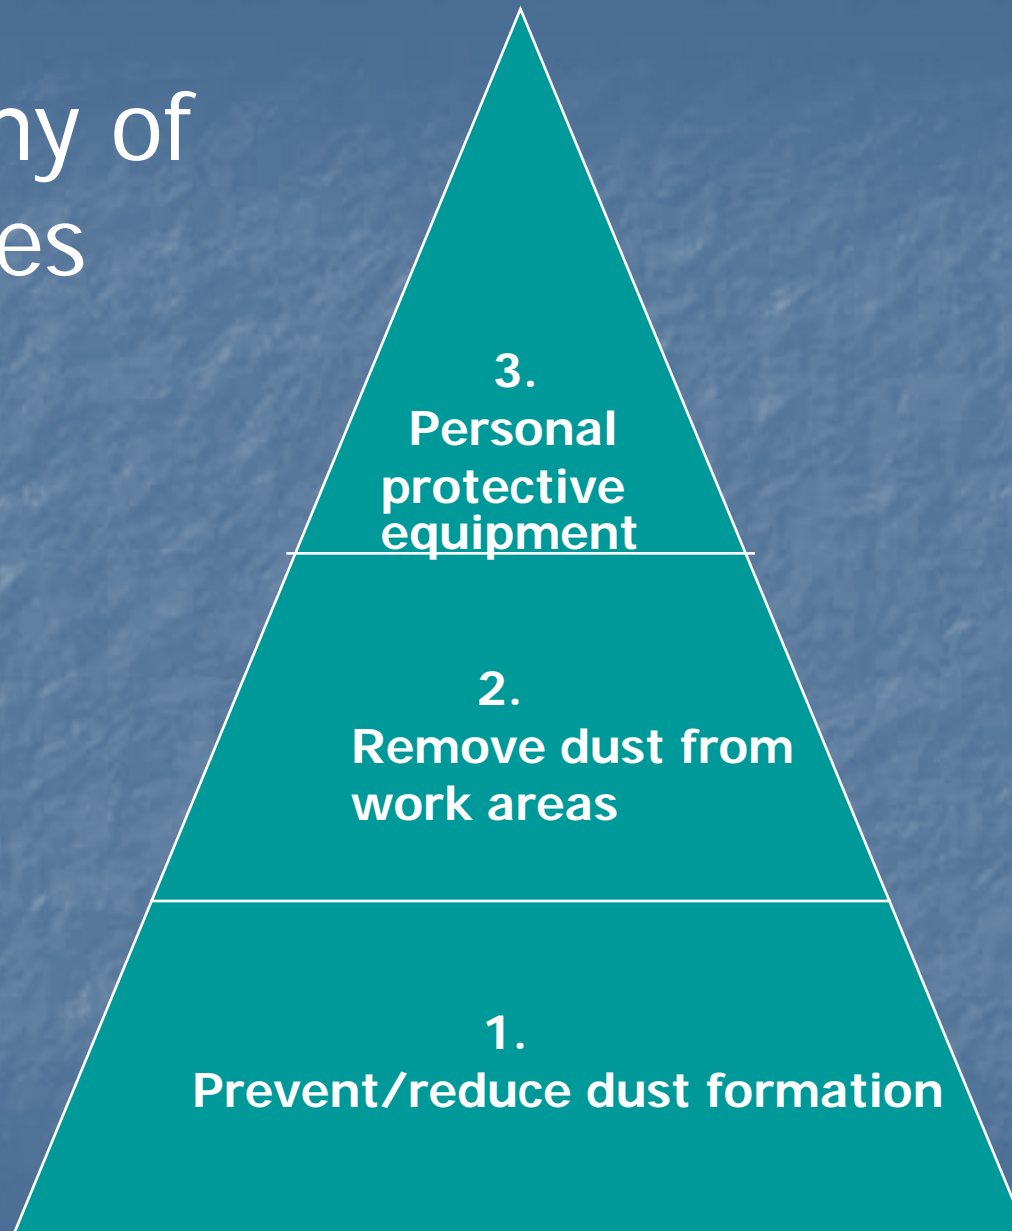 ny of
es
3.
Personal
protective
equipment
2.
Remove dust from
work areas
1.
Prevent/reduce dust formation